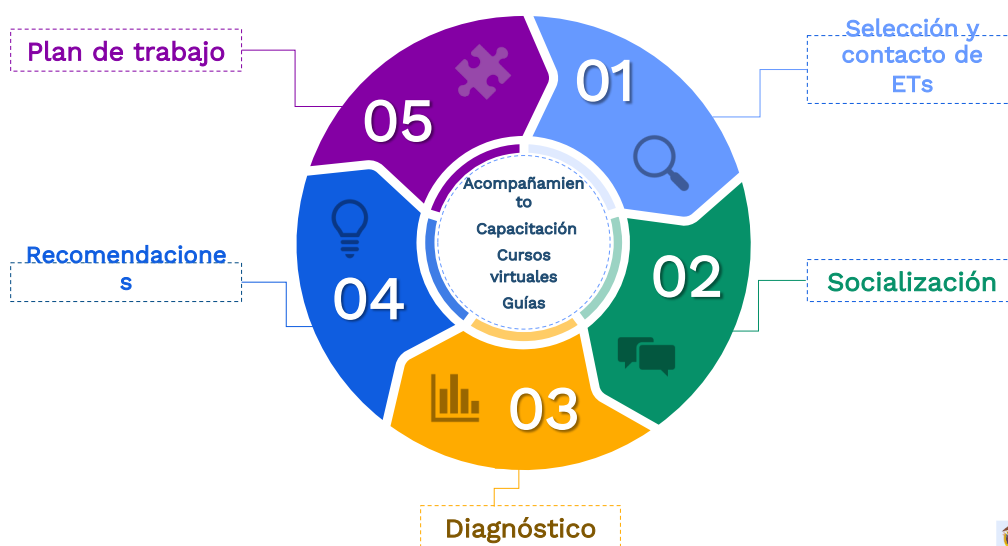 Selección y
contacto de
ETs
01
Socialización
02
Diagnóstico
03
Recomendacione
s
04
Plan de trabajo
05
Acompañamien
to
Capacitación
Cursos
virtuales
Guías